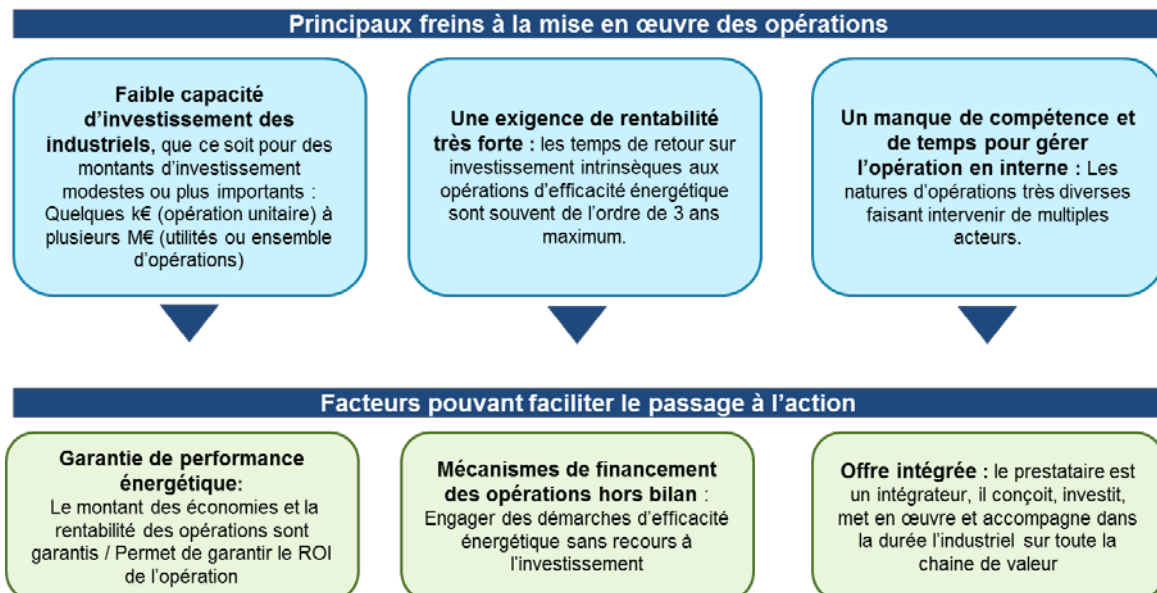 Principaux freins à la mise en œuvre des opérations
Faible capacité
d’investissement des
industriels, que ce soit pour des
montants d’investissement
modestes ou plus importants :
Quelques k€ (opération unitaire) à
plusieurs M€ (utilités ou ensemble
d’opérations)
Une exigence de rentabilité
très forte : les temps de retour sur
investissement intrinsèques aux
opérations d’efficacité énergétique
sont souvent de l’ordre de 3 ans
maximum.
Un manque de compétence et
de temps pour gérer
l’opération en interne : Les
natures d’opérations très diverses
faisant intervenir de multiples
acteurs.
Facteurs pouvant faciliter le passage à l’action
Garantie de performance
énergétique:
Le montant des économies et la
rentabilité des opérations sont
garantis / Permet de garantir le ROI
de l’opération
Mécanismes de financement
des opérations hors bilan :
Engager des démarches d’efficacité
énergétique sans recours à
l’investissement
Offre intégrée : le prestataire est
un intégrateur, il conçoit, investit,
met en œuvre et accompagne dans
la durée l’industriel sur toute la
chaine de valeur